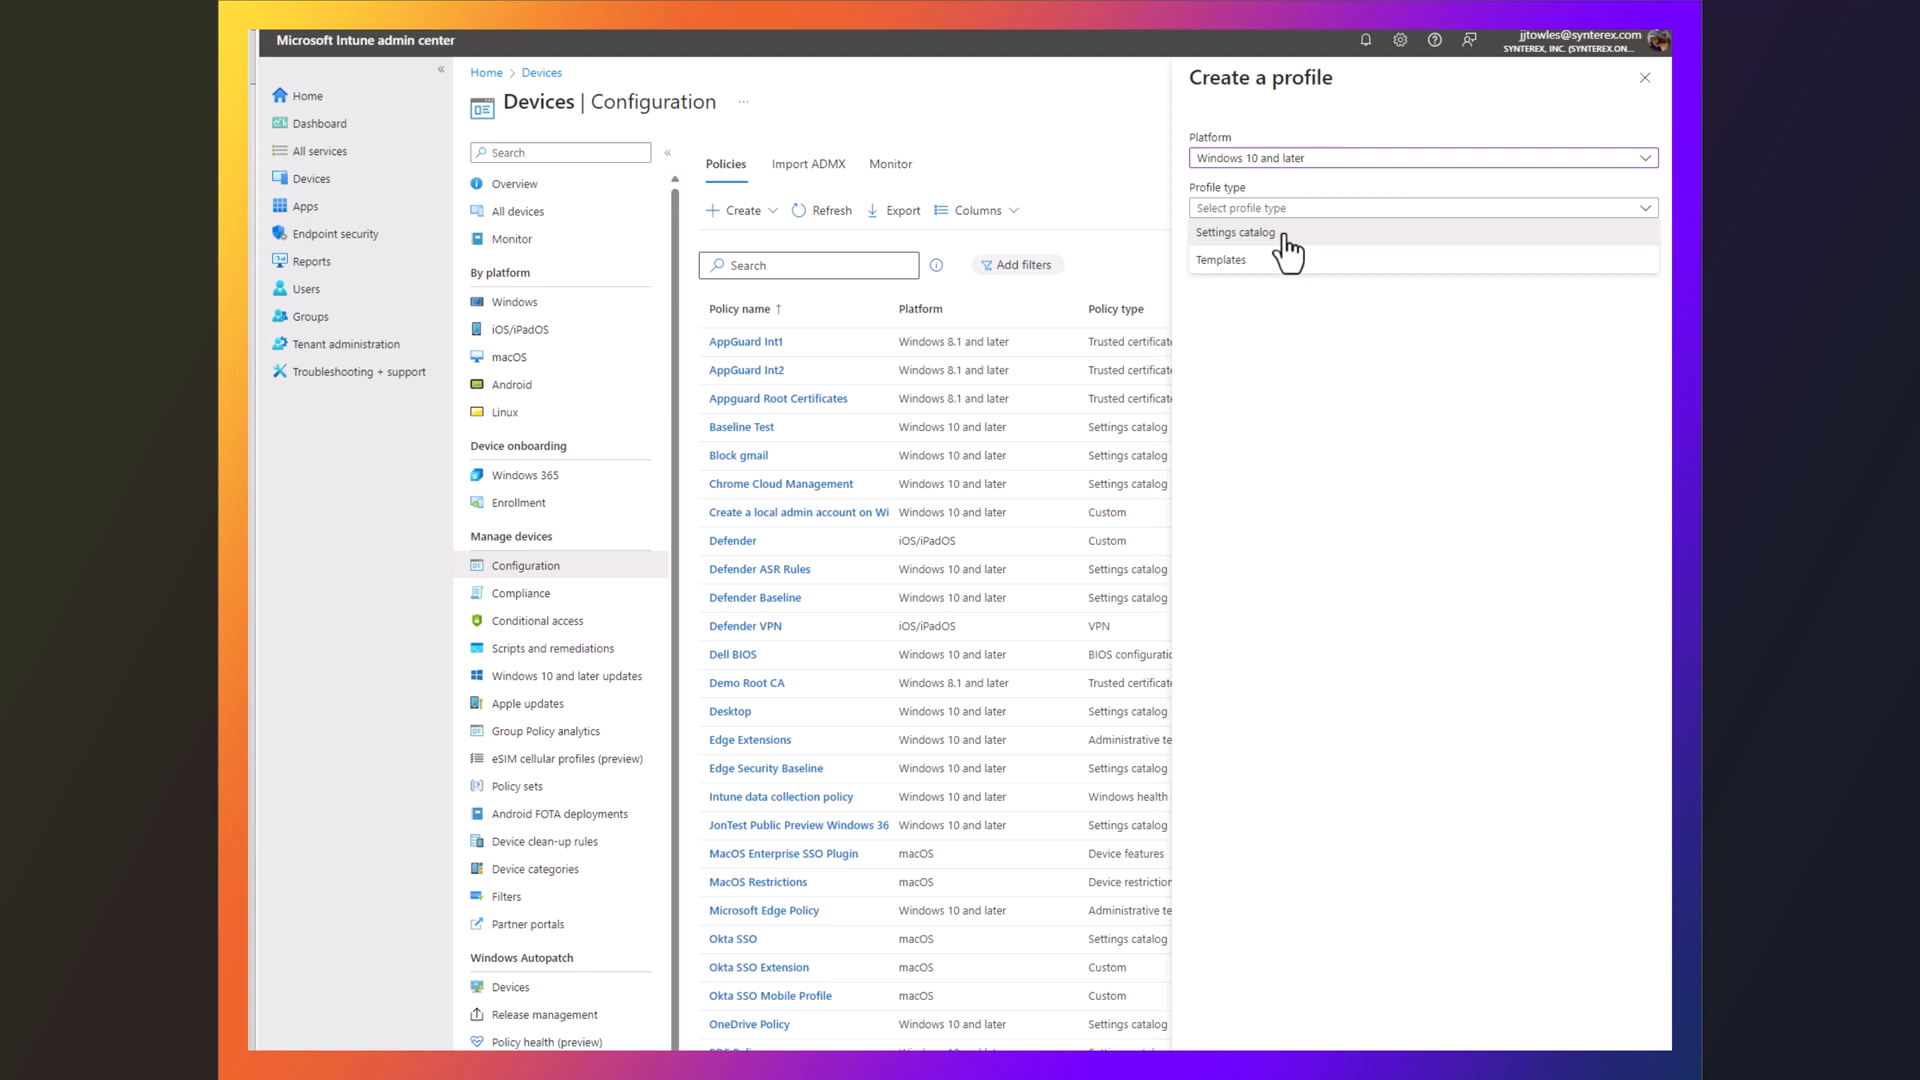 Microsoft Intune admin center
jjtowles@synterex.com
SYNTEREX, INC. (SYNTEREX.ON...
Home
Dashboard
All services
Devices
Apps
Endpoint security
Reports
Users
Groups
Tenant administration
Troubleshooting + support
Home > Devices
Devices | Configuration ...
Search
Overview
All devices
Monitor
By platform
Windows
iOS/iPadOS
macOS
Android
Linux
Device onboarding
Windows 365
Enrollment
Manage devices
Configuration
Compliance
Conditional access
Scripts and remediations
Windows 10 and later updates
Apple updates
Group Policy analytics
eSIM cellular profiles (preview)
Policy sets
Android FOTA deployments
Device clean-up rules
Device categories
Filters
Partner portals
Windows Autopatch
Devices
Release management
Policy health (preview)
Policies Import ADMX Monitor
Create Refresh Export Columns
Search Add filters
Policy name ↑ Platform Policy type
AppGuard Int1 Windows 8.1 and later Trusted certificate
AppGuard Int2 Windows 8.1 and later Trusted certificate
Appguard Root Certificates Windows 8.1 and later Trusted certificate
Baseline Test Windows 10 and later Settings catalog
Block gmail Windows 10 and later Settings catalog
Chrome Cloud Management Windows 10 and later Settings catalog
Create a local admin account on Wi Windows 10 and later Custom
Defender iOS/iPadOS Custom
Defender ASR Rules Windows 10 and later Settings catalog
Defender Baseline Windows 10 and later Settings catalog
Defender VPN iOS/iPadOS VPN
Dell BIOS Windows 10 and later BIOS configuratic
Demo Root CA Windows 8.1 and later Trusted certificate
Desktop Windows 10 and later Settings catalog
Edge Extensions Windows 10 and later Administrative te
Edge Security Baseline Windows 10 and later Settings catalog
Intune data collection policy Windows 10 and later Windows health
JonTest Public Preview Windows 36 Windows 10 and later Settings catalog
MacOS Enterprise SSO Plugin macOS Device features
MacOS Restrictions macOS Device restriction
Microsoft Edge Policy Windows 10 and later Administrative te
Okta SSO macOS Settings catalog
Okta SSO Extension macOS Custom
Okta SSO Mobile Profile macOS Custom
OneDrive Policy Windows 10 and later Settings catalog
Create a profile
Platform
Windows 10 and later
Profile type
Select profile type
Settings catalog
Templates